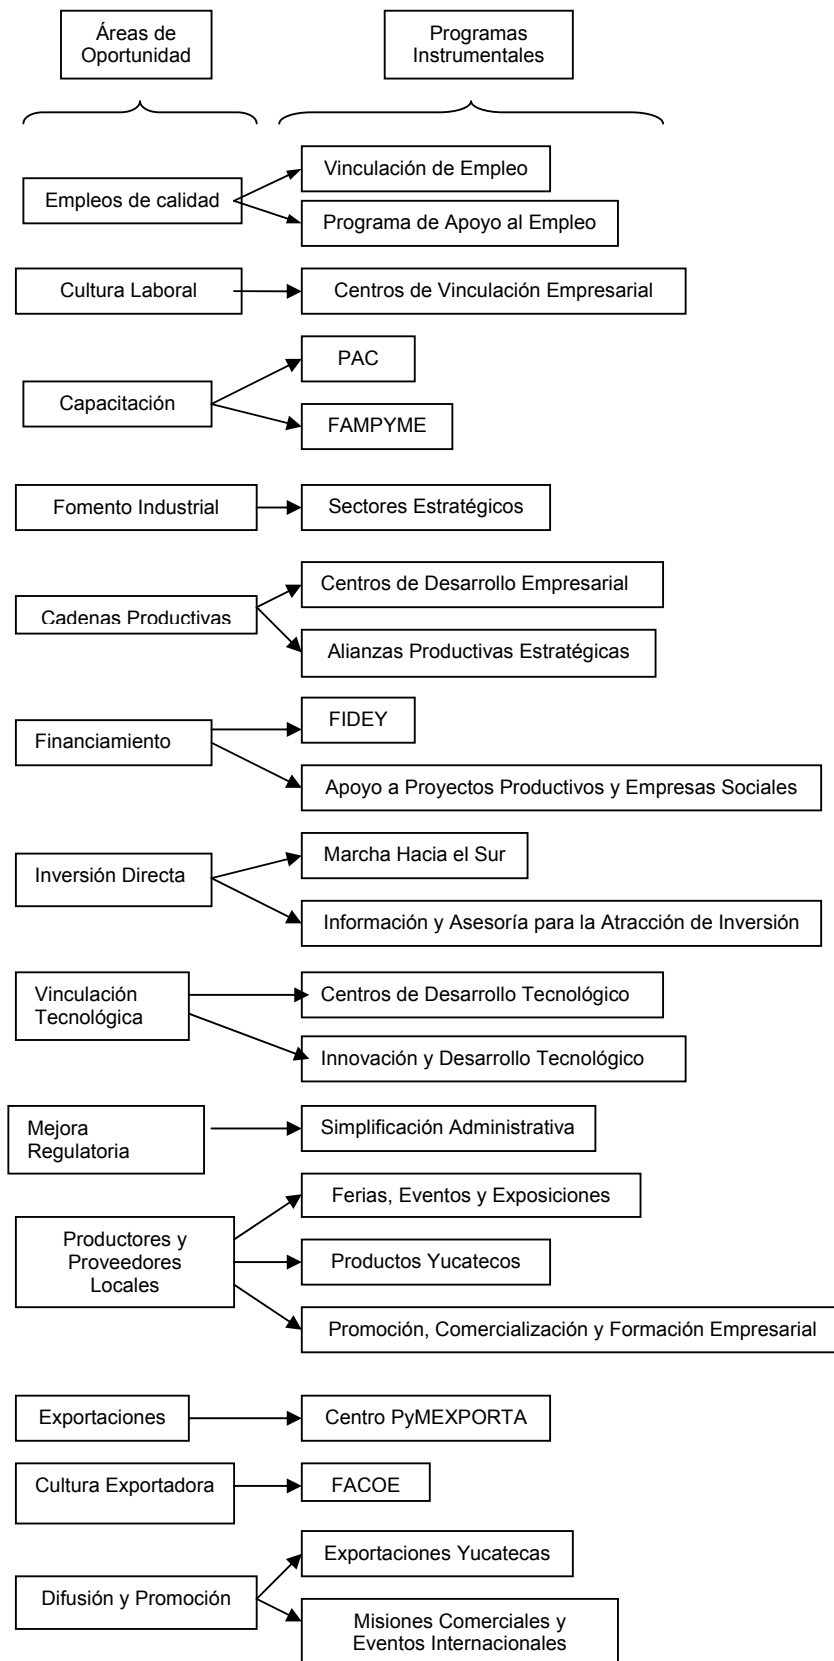 Áreas de
Oportunidad
Programas
Instrumentales
Empleos de calidad
Vinculación de Empleo
Programa de Apoyo al Empleo
Cultura Laboral
Centros de Vinculación Empresarial
Capacitación
PAC
FAMPYME
Fomento Industrial
Sectores Estratégicos
Cadenas Productivas
Centros de Desarrollo Empresarial
Alianzas Productivas Estratégicas
Financiamiento
FIDEY
Apoyo a Proyectos Productivos y Empresas Sociales
Inversión Directa
Marcha Hacia el Sur
Información y Asesoría para la Atracción de Inversión
Vinculación
Tecnológica
Centros de Desarrollo Tecnológico
Innovación y Desarrollo Tecnológico
Mejora
Regulatoria
Simplificación Administrativa
Productores y
Proveedores
Locales
Ferias, Eventos y Exposiciones
Productos Yucatecos
Promoción, Comercialización y Formación Empresarial
Exportaciones
Centro PyMEXPORTA
Cultura Exportadora
FACOE
Difusión y Promoción
Exportaciones Yucatecas
Misiones Comerciales y
Eventos Internacionales